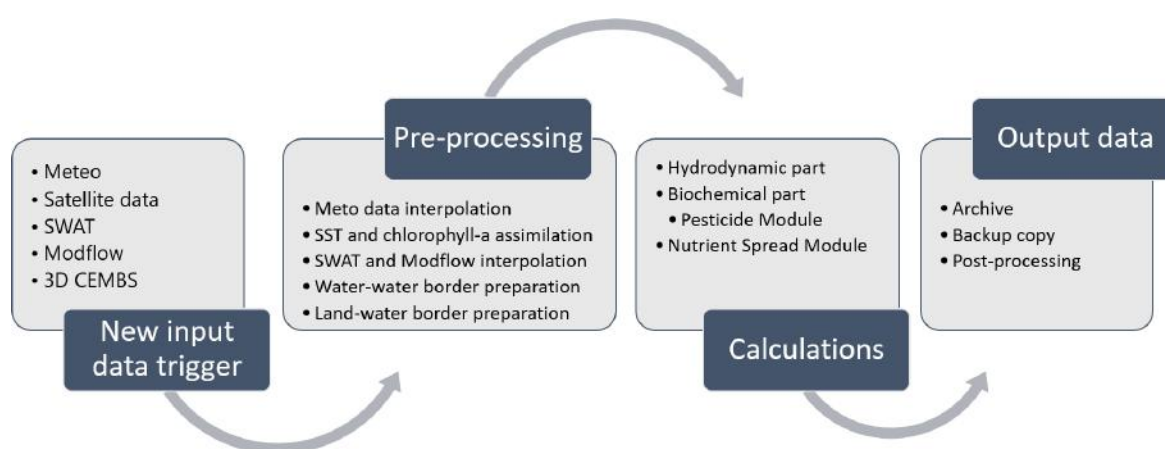 • Meteo
• Satellite data
• SWAT
• Modflow
• 3D CEMBS
New input
data trigger
Pre-processing
• Meto data interpolation
• SST and chlorophyll-a assimilation
• SWAT and Modflow interpolation
• Water-water border preparation
• Land-water border preparation
• Hydrodynamic part
• Biochemical part
• Pesticide Module
• Nutrient Spread Module
Calculations
Output data
• Archive
• Backup copy
• Post-processing